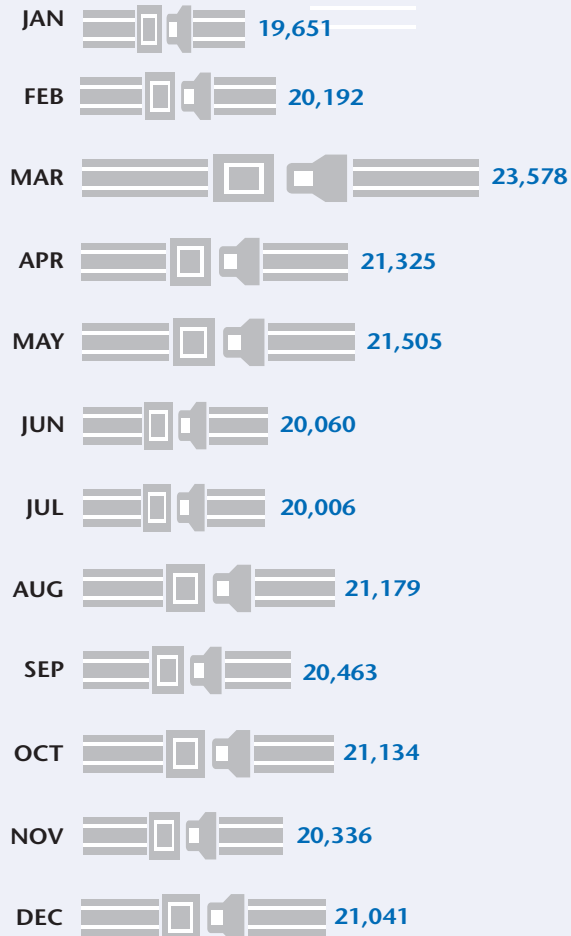 JAN 19,651
FEB 20,192
MAR 23,578
APR 21,325
MAY 21,505
JUN 20,060
JUL 20,006
AUG 21,179
SEP 20,463
OCT 21,134
NOV 20,336
DEC 21,041